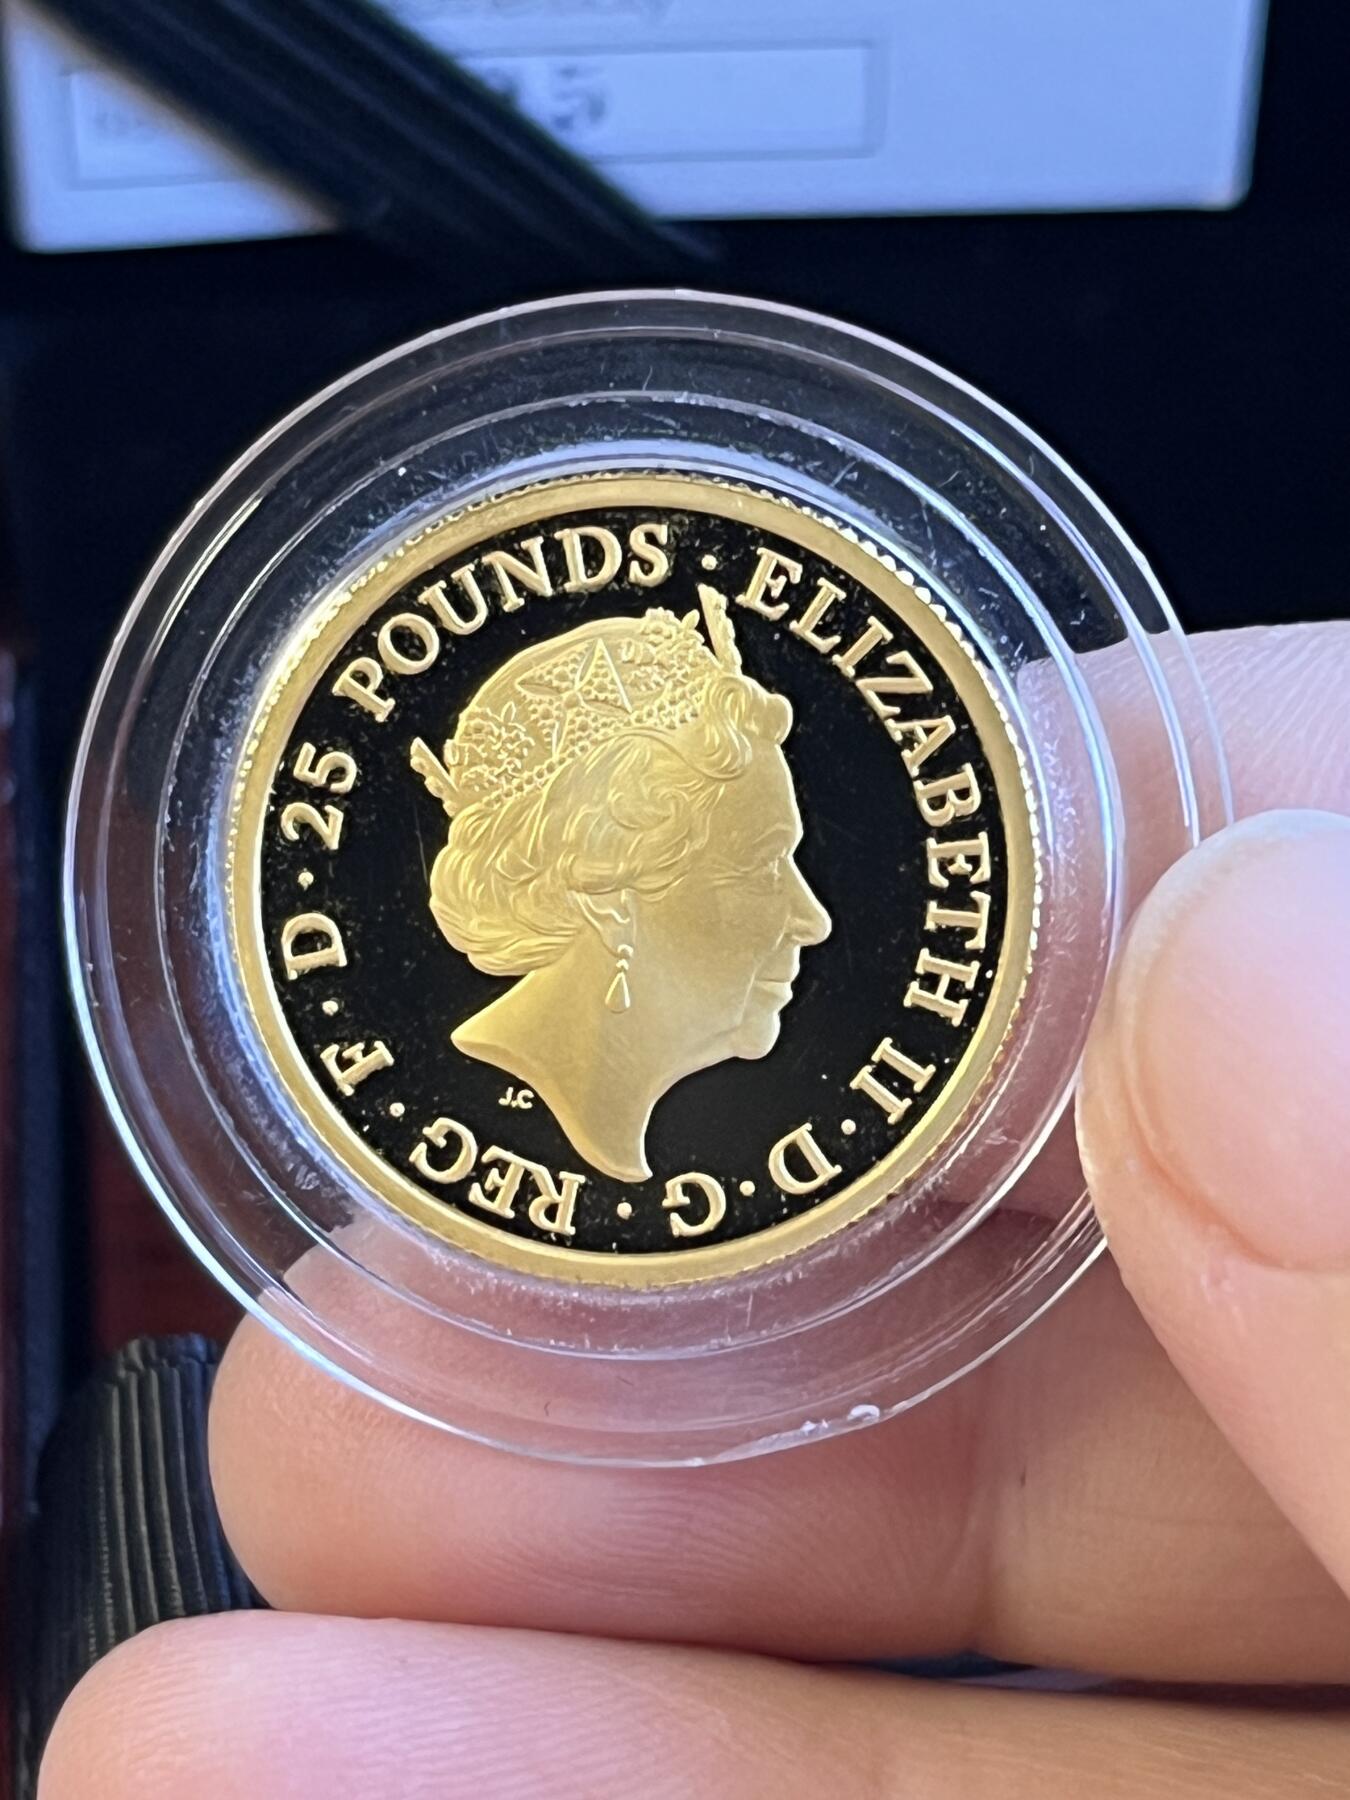 ELIZABETH II · D · G · REG · F · D · 25 POUNDS ·
J.C